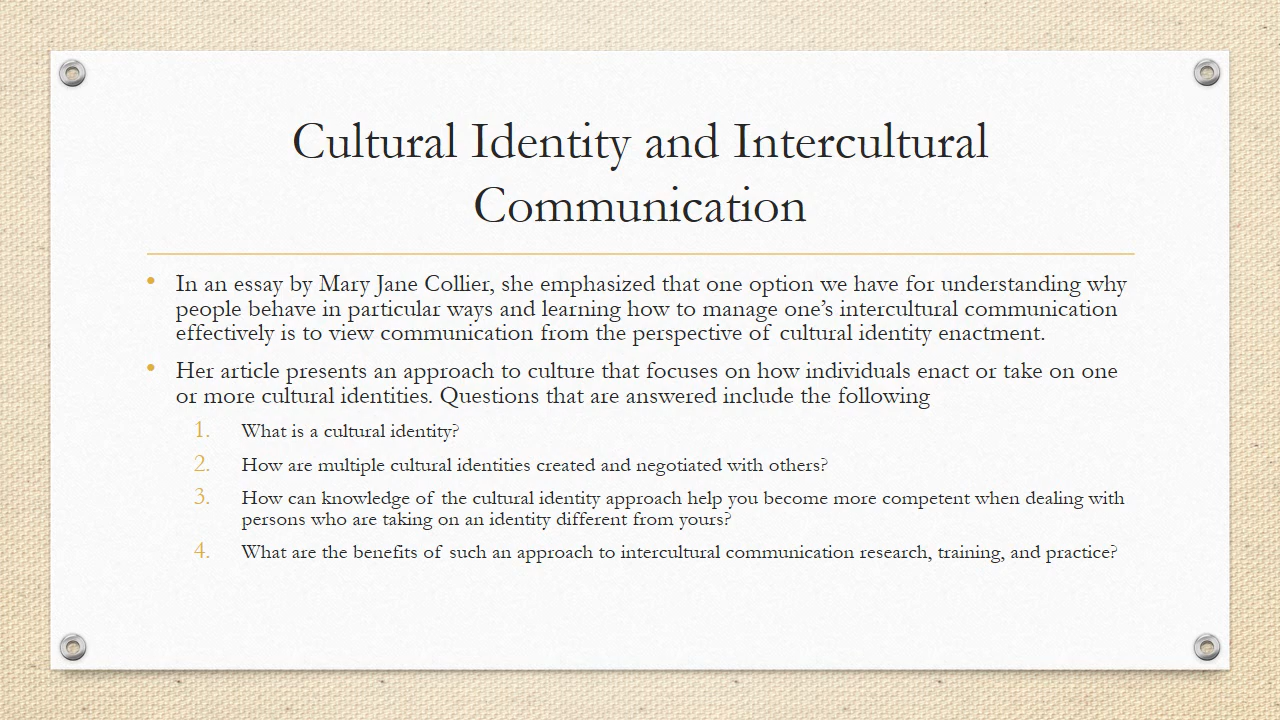 Cultural Identity and Intercultural
Communication
• In an essay by Mary Jane Collier, she emphasized that one option we have for understanding why
people behave in particular ways and learning how to manage one’s intercultural communication
effectively is to view communication from the perspective of cultural identity enactment.
• Her article presents an approach to culture that focuses on how individuals enact or take on one
or more cultural identities. Questions that are answered include the following
1. What is a cultural identity?
2. How are multiple cultural identities created and negotiated with others?
3. How can knowledge of the cultural identity approach help you become more competent when dealing with
persons who are taking on an identity different from yours?
4. What are the benefits of such an approach to intercultural communication research, training, and practice?